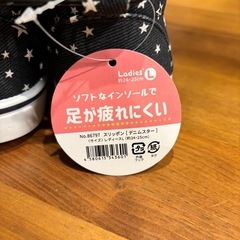 Ladies L
約24-25cm
ソフトなインソールで
足が疲れにくい
No.86797 スリッポン［デニムスター］
（サイズ）レディースL（約24-25cm）